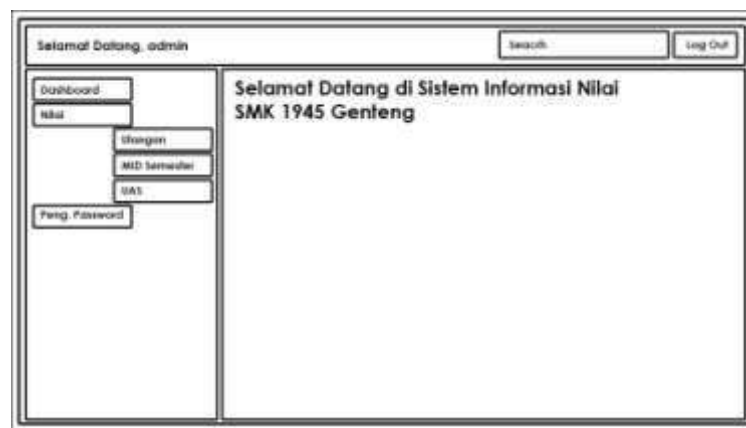 Selamat Datang, admin
Search
Log Out
Dashboard
Nilai
Ulangan
MID Semester
UAS
Peng. Password
Selamat Datang di Sistem Informasi Nilai
SMK 1945 Genteng